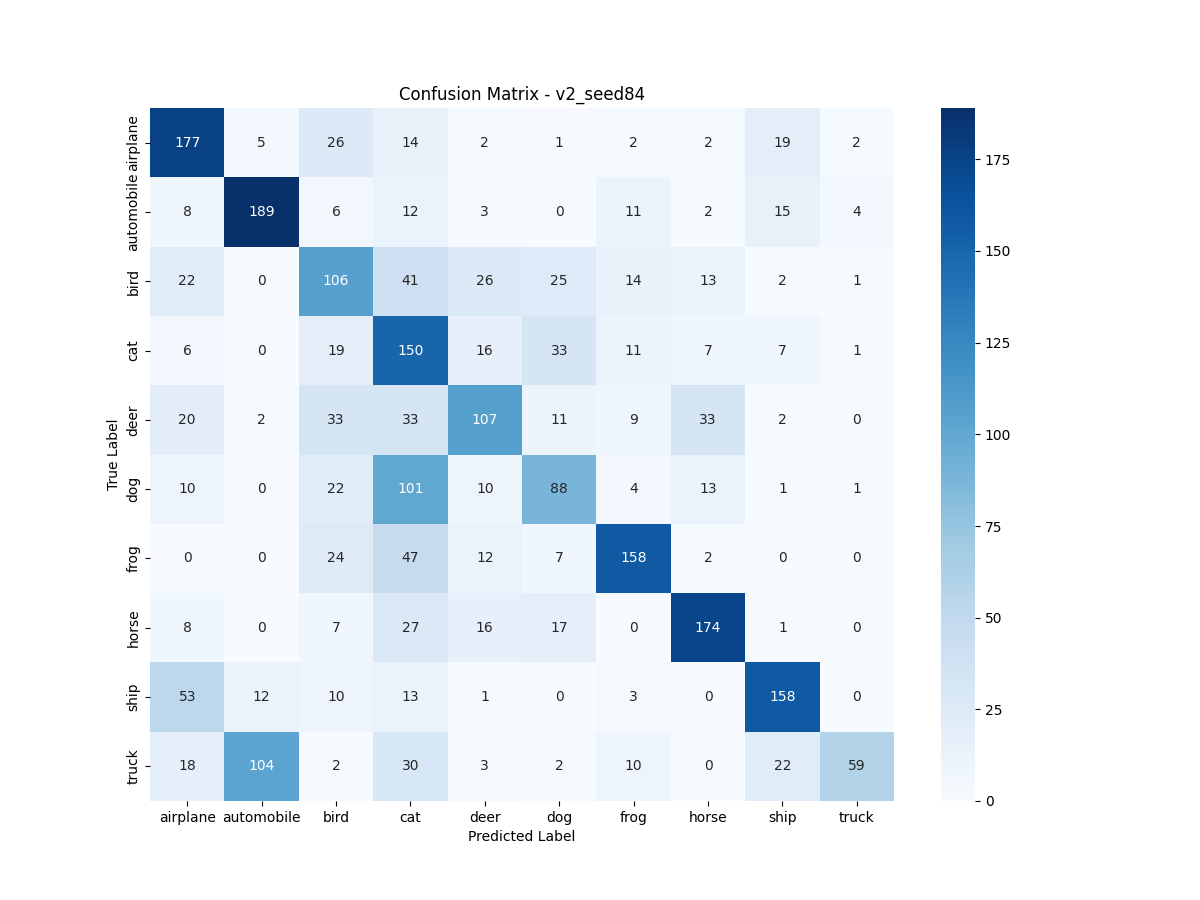 Confusion Matrix - v2_seed84
airplane 177 5 26 14 2 1 2 2 19 2
automobile 8 189 6 12 3 0 11 2 15 4
bird 22 0 106 41 26 25 14 13 2 1
cat 6 0 19 150 16 33 11 7 7 1
deer 20 2 33 33 107 11 9 33 2 0
dog 10 0 22 101 10 88 4 13 1 1
frog 0 0 24 47 12 7 158 2 0 0
horse 8 0 7 27 16 17 0 174 1 0
ship 53 12 10 13 1 0 3 0 158 0
truck 18 104 2 30 3 2 10 0 22 59
True Label
airplane automobile bird cat deer dog frog horse ship truck
Predicted Label
175
150
125
100
75
50
25
0